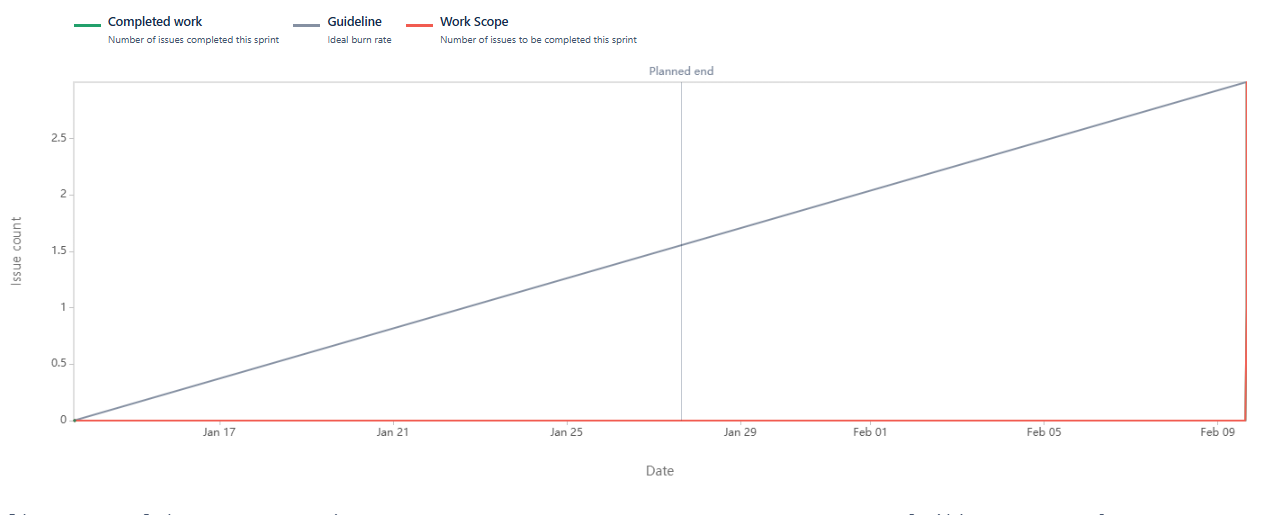 Completed work
Number of issues completed this sprint
Guideline
Ideal burn rate
Work Scope
Number of issues to be completed this sprint
Planned end
2.5
2
1.5
1
0.5
0
Issue count
Jan 17
Jan 21
Jan 25
Jan 29
Feb 01
Feb 05
Feb 09
Date